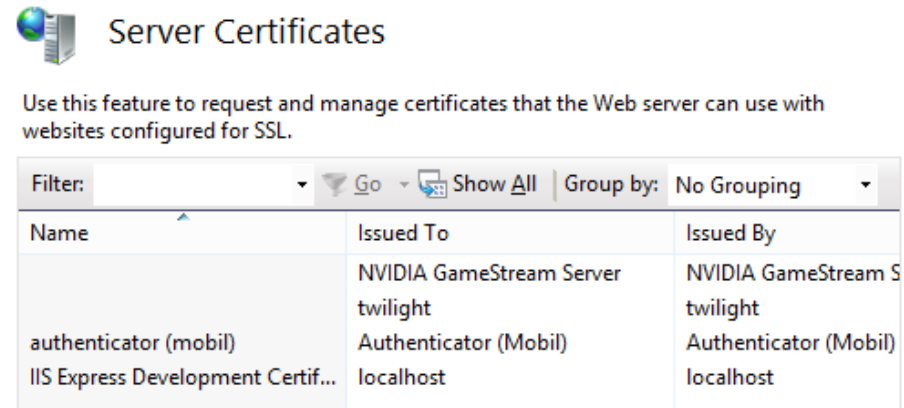 Server Certificates
Use this feature to request and manage certificates that the Web server can use with
websites configured for SSL.
Filter: Go Show All Group by: No Grouping
Name Issued To Issued By
NVIDIA GameStream Server NVIDIA GameStream S
twilight twilight
authenticator (mobil) Authenticator (Mobil) Authenticator (Mobil)
IIS Express Development Certif... localhost localhost